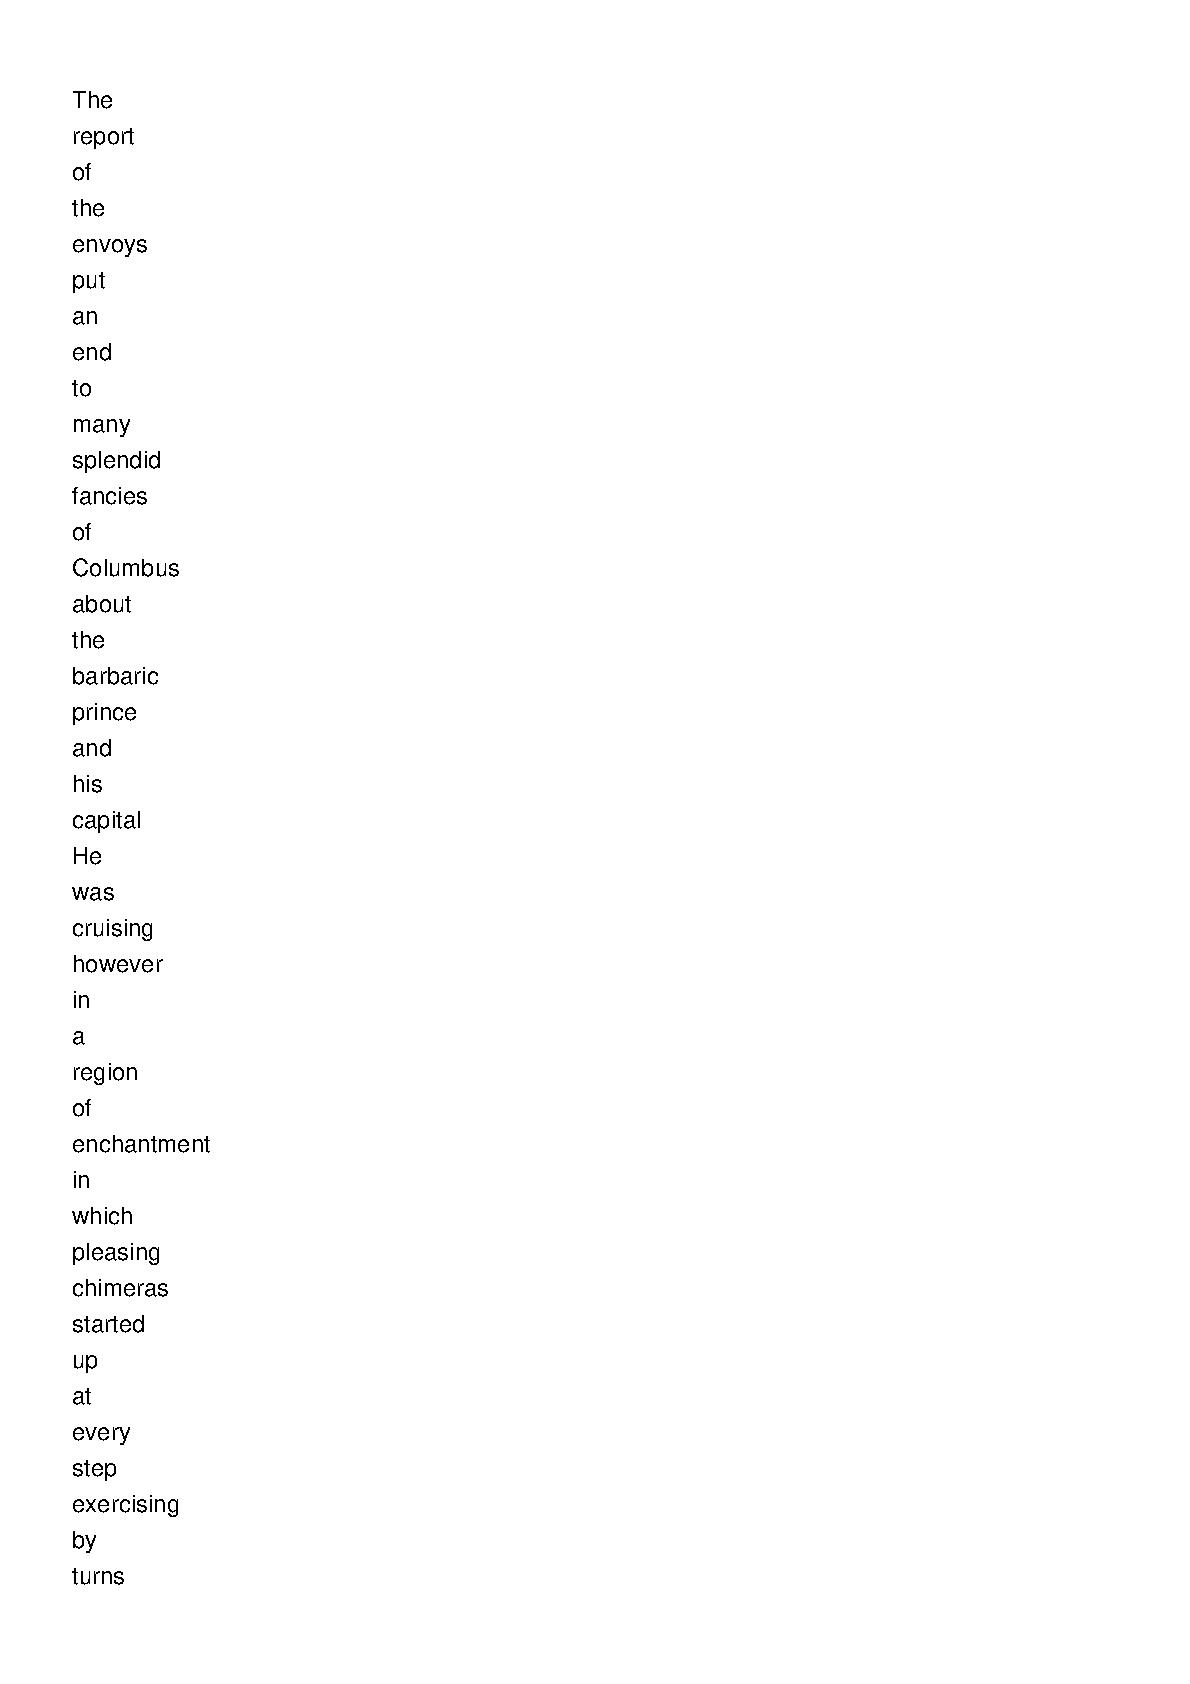 The
report
of
the
envoys
put
an
end
to
many
splendid
fancies
of
Columbus
about
the
barbaric
prince
and
his
capital
He
was
cruising
however
in
a
region
of
enchantment
in
which
pleasing
chimeras
started
up
at
every
step
exercising
by
turns